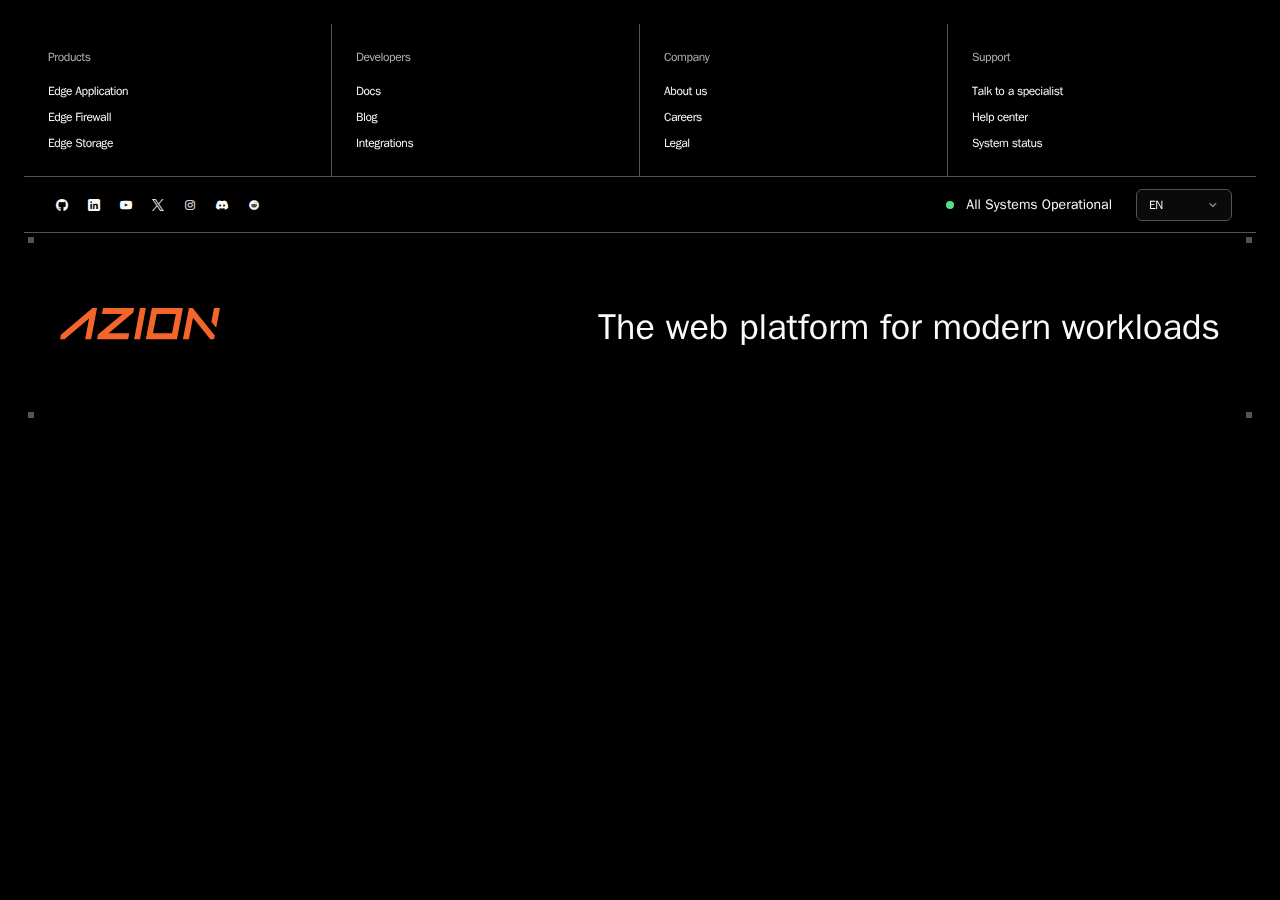 Products
Edge Application
Edge Firewall
Edge Storage
Developers
Docs
Blog
Integrations
Company
About us
Careers
Legal
Support
Talk to a specialist
Help center
System status
All Systems Operational
EN
AZION
The web platform for modern workloads